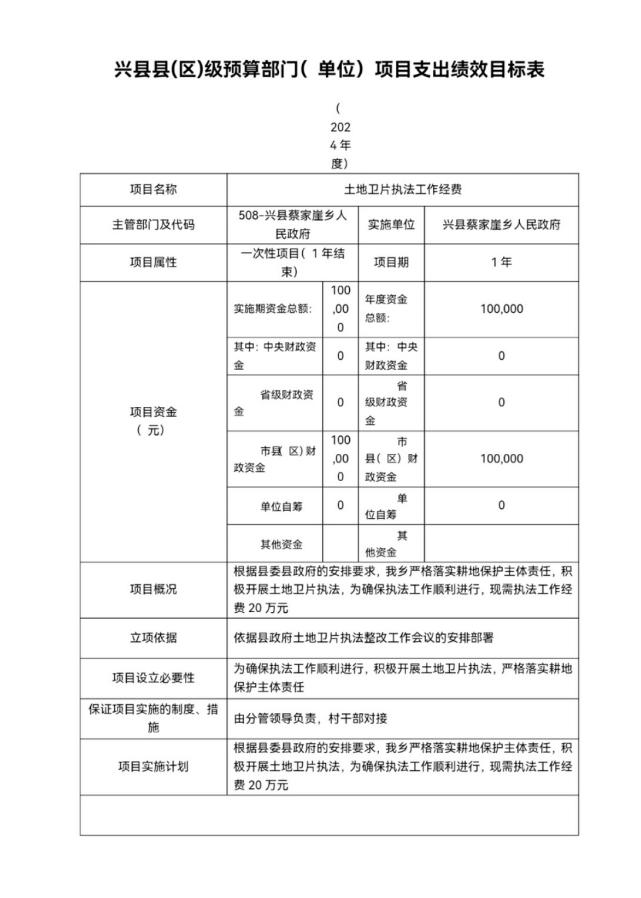 兴县县(区)级预算部门( 单位) 项目支出绩效目标表
(
202
4 年
度)
项目名称
土地卫片执法工作经费
主管部门及代码
508-兴县蔡家崖乡人
民政府
实施单位
兴县蔡家崖乡人民政府
项目属性
一次性项目( 1 年结
束)
项目期
1 年
项目资金
( 元)
实施期资金总额:
100
,00
0
年度资金
总额:
100,000
其中: 中央财政资
金
0
其中: 中央
财政资金
0
省级财政资
金
0
省
级财政资
金
0
市县( 区) 财
政资金
100
,00
0
市
县( 区) 财
政资金
100,000
单位自筹
0
单
位自筹
0
其他资金
其
他资金
项目概况
根据县委县政府的安排要求, 我乡严格落实耕地保护主体责任, 积
极开展土地卫片执法, 为确保执法工作顺利进行, 现需执法工作经
费 20 万元
立项依据
依据县政府土地卫片执法整改工作会议的安排部署
项目设立必要性
为确保执法工作顺利进行, 积极开展土地卫片执法, 严格落实耕地
保护主体责任
保证项目实施的制度、措
施
由分管领导负责, 村干部对接
项目实施计划
根据县委县政府的安排要求, 我乡严格落实耕地保护主体责任, 积
极开展土地卫片执法, 为确保执法工作顺利进行, 现需执法工作经
费 20 万元